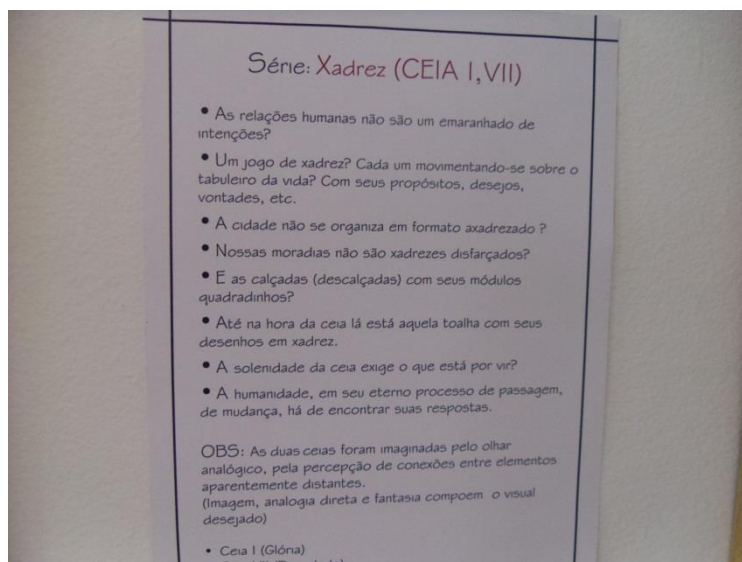 Série: Xadrez (CEIA I,VII)
• As relações humanas não são um emaranhado de
intenções?
• Um jogo de xadrez? Cada um movimentando-se sobre o
tabuleiro da vida? Com seus propósitos, desejos,
vontades, etc.
• A cidade não se organiza em formato axadrezado ?
• Nossas moradias não são xadrezes disfarçados?
• E as calçadas (descalçadas) com seus módulos
quadradinhos?
• Até na hora da ceia lá está aquela toalha com seus
desenhos em xadrez.
• A solenidade da ceia exige o que está por vir?
• A humanidade, em seu eterno processo de passagem,
de mudança, há de encontrar suas respostas.
OBS: As duas ceias foram imaginadas pelo olhar
analógico, pela percepção de conexões entre elementos
aparentemente distantes.
(Imagem, analogia direta e fantasia compoem o visual
desejado)
• Ceia I (Glória)